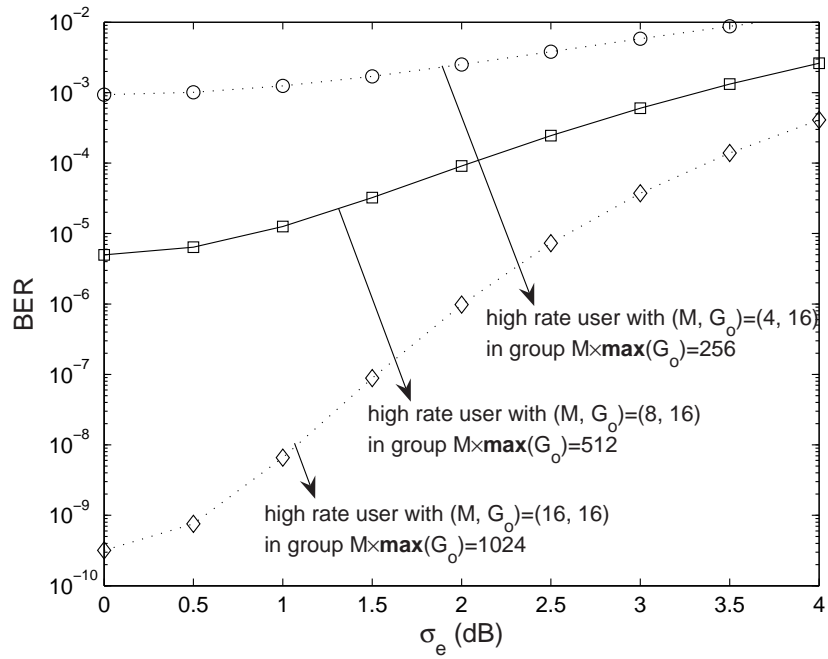 10^-2
10^-3
10^-4
10^-5
10^-6
10^-7
10^-8
10^-9
10^-10
BER
high rate user with (M, G_o)=(4, 16)
in group M×max(G_o)=256
high rate user with (M, G_o)=(8, 16)
in group M×max(G_o)=512
high rate user with (M, G_o)=(16, 16)
in group M×max(G_o)=1024
0 0.5 1 1.5 2 2.5 3 3.5 4
σ_e (dB)